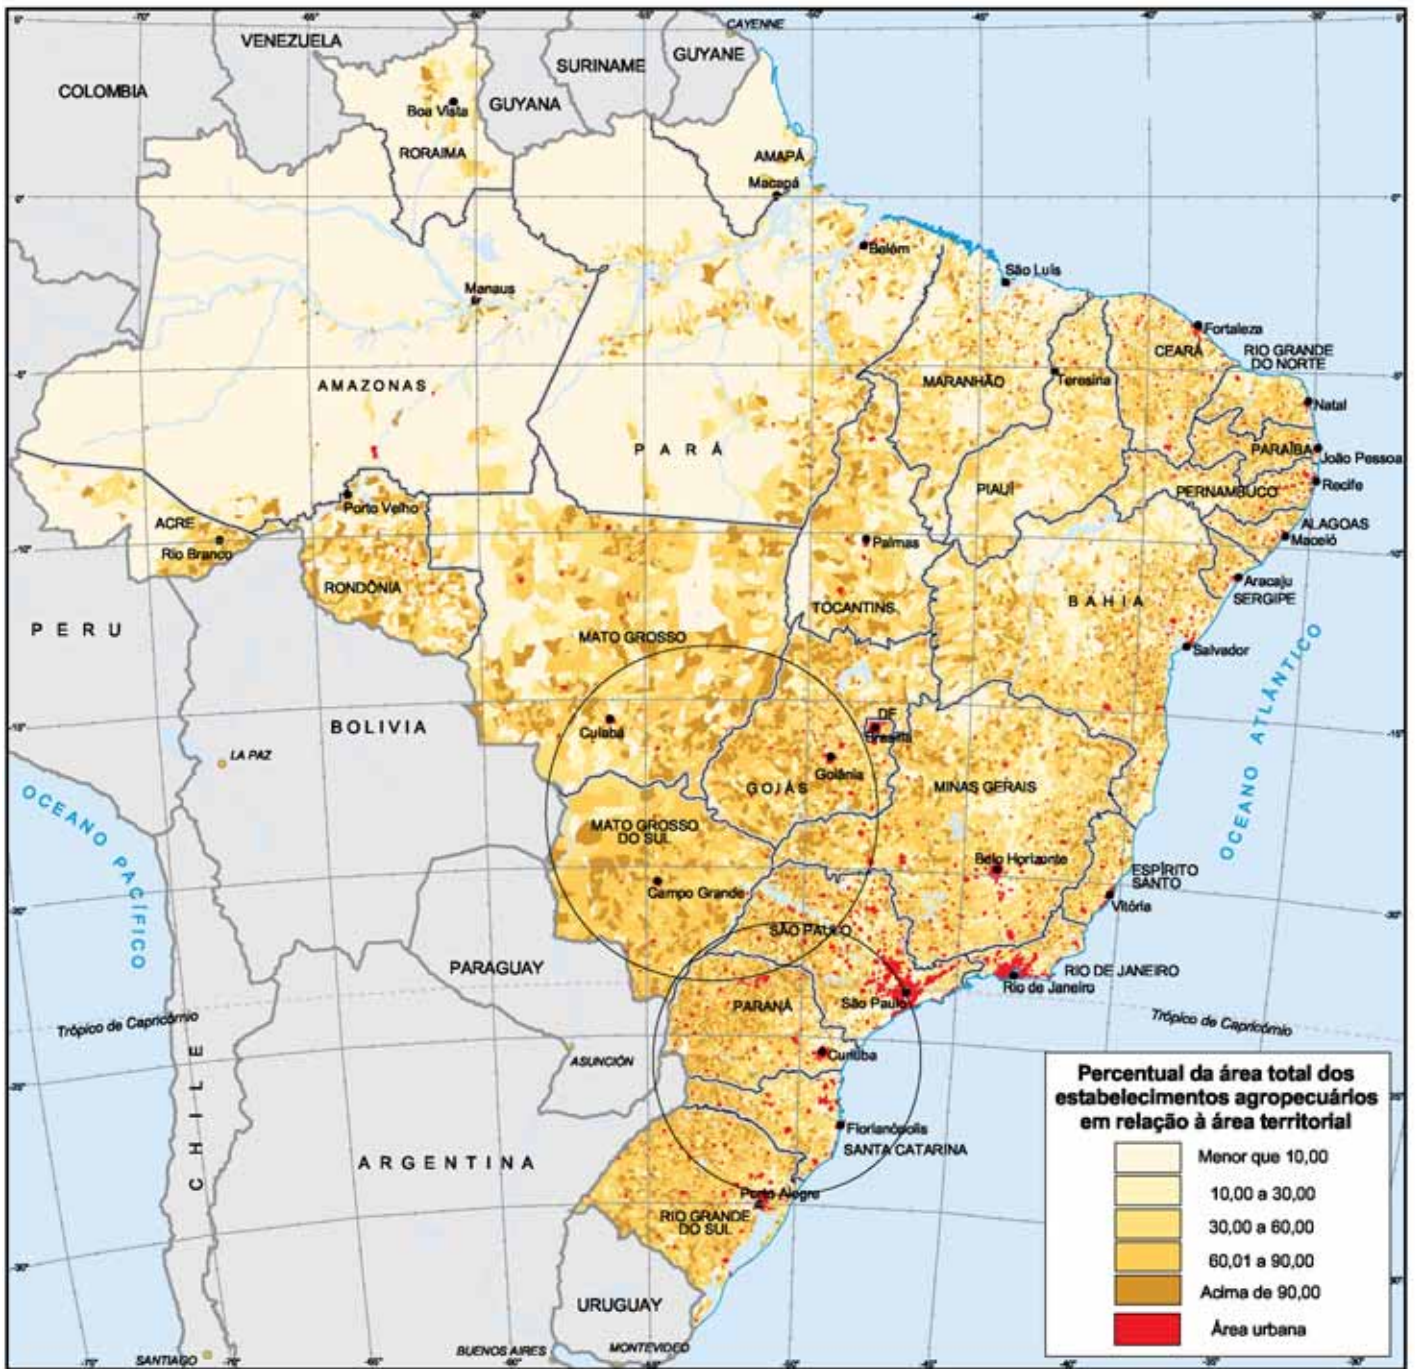 CAYENNE
VENEZUELA
GUYANE
SURINAME
COLOMBIA
GUYANA
Boa Vista
RORAIMA
AMAPÁ
Macapá
Belém
São Luís
Manaus
Fortaleza
CEARÁ
RIO GRANDE
DO NORTE
AMAZONAS
MARANHÃO
Teresina
Natal
PARÁ
PARAÍBA
João Pessoa
PIAUÍ
PERNAMBUCO
Recife
Porto Velho
ACRE
Rio Branco
ALAGOAS
Maceió
Palmas
RONDÔNIA
Aracaju
SERGIPE
TOCANTINS
BAHIA
PERU
MATO GROSSO
Salvador
OCEANO ATLÂNTICO
BOLIVIA
LA PAZ
Cuiabá
DF
Brasília
Goiânia
GOIÁS
MINAS GERAIS
OCEANO PACÍFICO
MATO GROSSO
DO SUL
Belo Horizonte
ESPÍRITO
SANTO
Campo Grande
Vitória
SÃO PAULO
PARAGUAY
RIO DE JANEIRO
Rio de Janeiro
PARANÁ
São Paulo
Trópico de Capricórnio
Trópico de Capricórnio
Curitiba
ASUNCIÓN
CHILE
Florianópolis
SANTA CATARINA
ARGENTINA
Porto Alegre
RIO GRANDE
DO SUL
URUGUAY
BUENOS AIRES
MONTEVIDEO
SANTIAGO
Percentual da área total dos
estabelecimentos agropecuários
em relação à área territorial
Menor que 10,00
10,00 a 30,00
30,00 a 60,00
60,01 a 90,00
Acima de 90,00
Área urbana